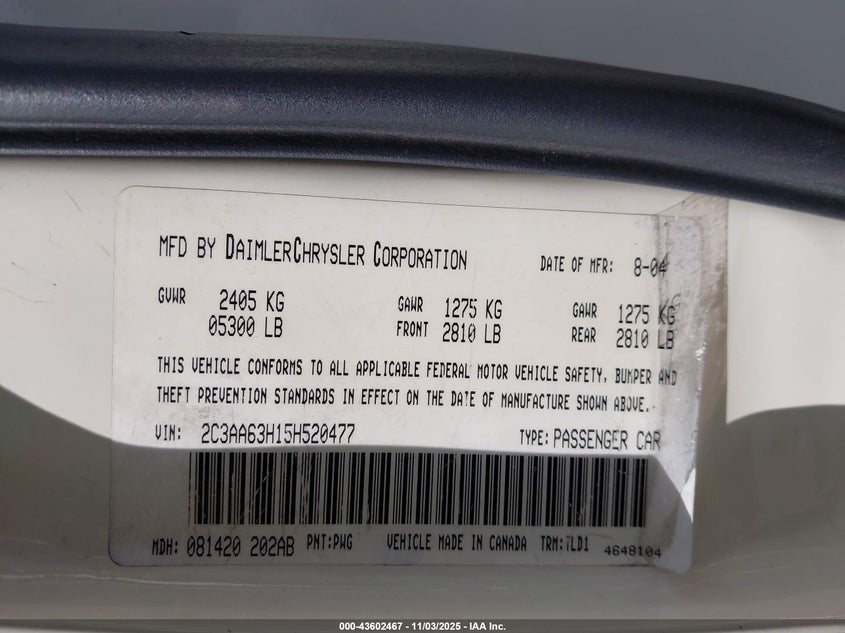 MFD BY DAIMLERCHRYSLER CORPORATION DATE OF MFR: 8-04
GVWR 2405 KG GAWR 1275 KG GAWR 1275 KG
05300 LB FRONT 2810 LB REAR 2810 LB
THIS VEHICLE CONFORMS TO ALL APPLICABLE FEDERAL MOTOR VEHICLE SAFETY, BUMPER AND
THEFT PREVENTION STANDARDS IN EFFECT ON THE DATE OF MANUFACTURE SHOWN ABOVE.
VIN: 2C3AA63H15H520477 TYPE: PASSENGER CAR
MDH: 081420 202AB PNT:PWG VEHICLE MADE IN CANADA TRM: 4648104
000-43602467 - 11/03/2025 - IAA Inc.